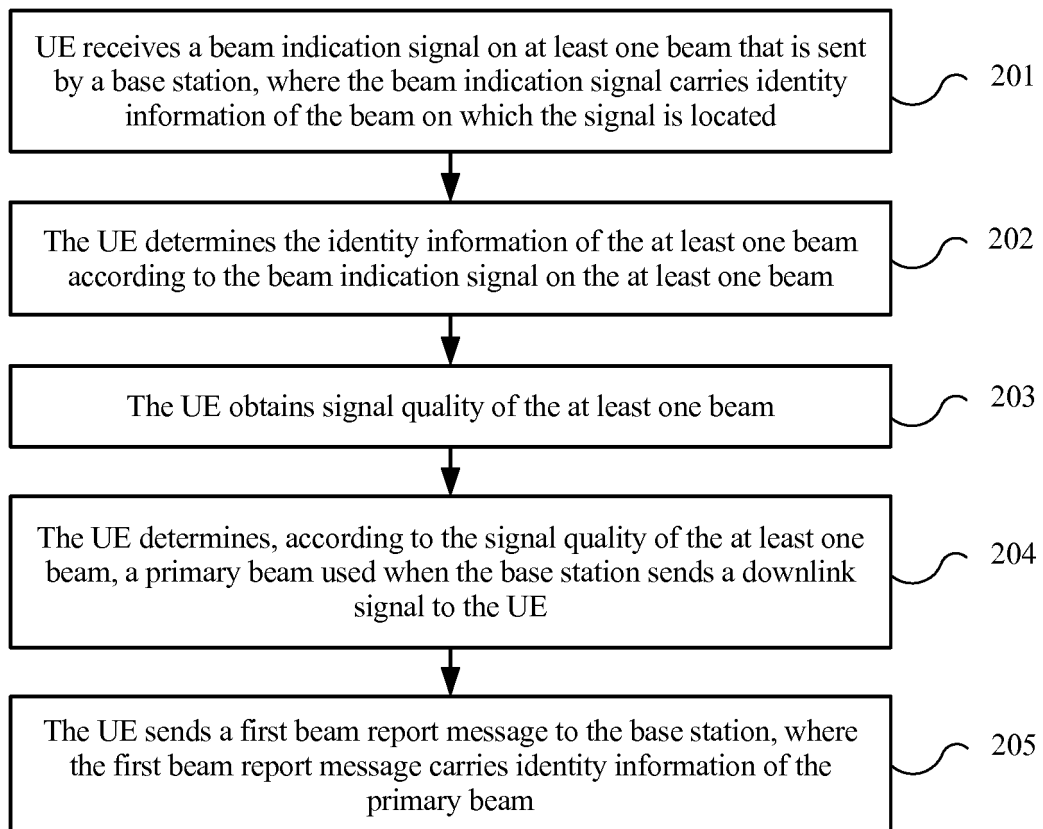 UE receives a beam indication signal on at least one beam that is sent
by a base station, where the beam indication signal carries identity
information of the beam on which the signal is located
201
The UE determines the identity information of the at least one beam
according to the beam indication signal on the at least one beam
202
The UE obtains signal quality of the at least one beam
203
The UE determines, according to the signal quality of the at least one
beam, a primary beam used when the base station sends a downlink
signal to the UE
204
The UE sends a first beam report message to the base station, where
the first beam report message carries identity information of the
primary beam
205